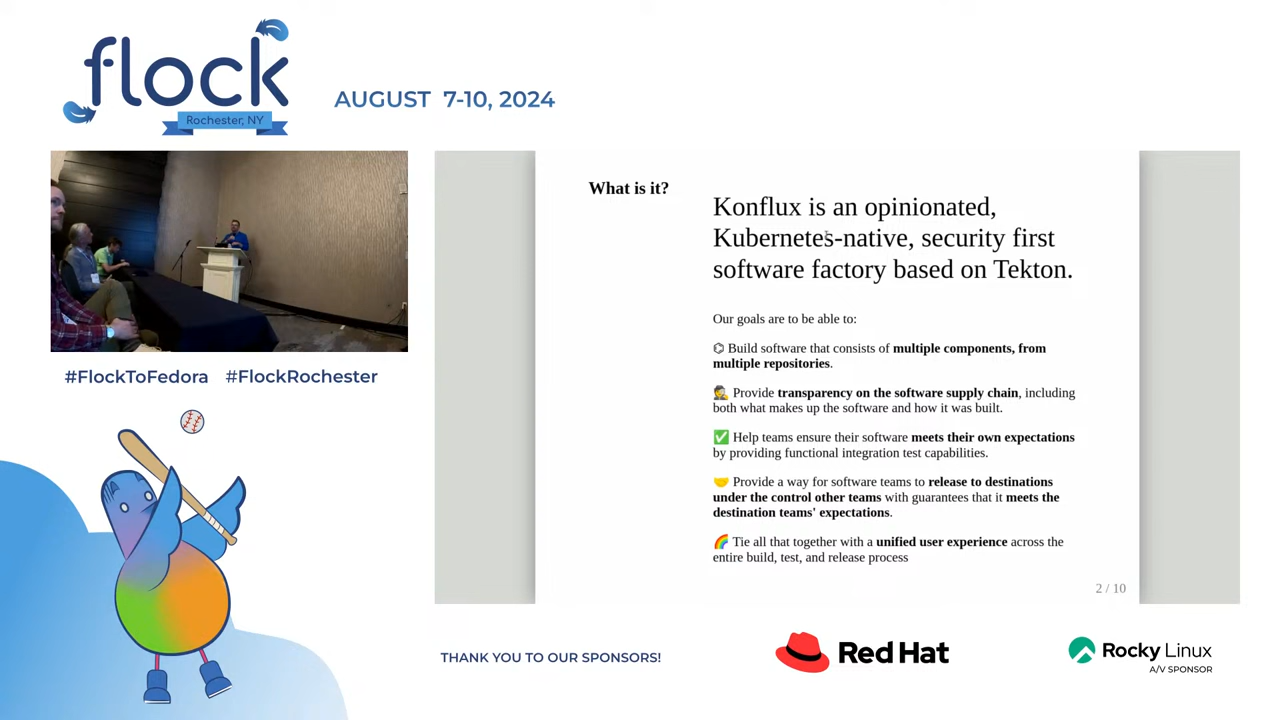 flock
Rochester, NY
AUGUST 7-10, 2024
#FlockToFedora #FlockRochester
What is it?
Konflux is an opinionated,
Kubernetes-native, security first
software factory based on Tekton.
Our goals are to be able to:
⌬ Build software that consists of multiple components, from
multiple repositories.
🕵️ Provide transparency on the software supply chain, including
both what makes up the software and how it was built.
✅ Help teams ensure their software meets their own expectations
by providing functional integration test capabilities.
🤝 Provide a way for software teams to release to destinations
under the control other teams with guarantees that it meets the
destination teams' expectations.
🌈 Tie all that together with a unified user experience across the
entire build, test, and release process
2 / 10
THANK YOU TO OUR SPONSORS!
Red Hat
Rocky Linux
A/V SPONSOR